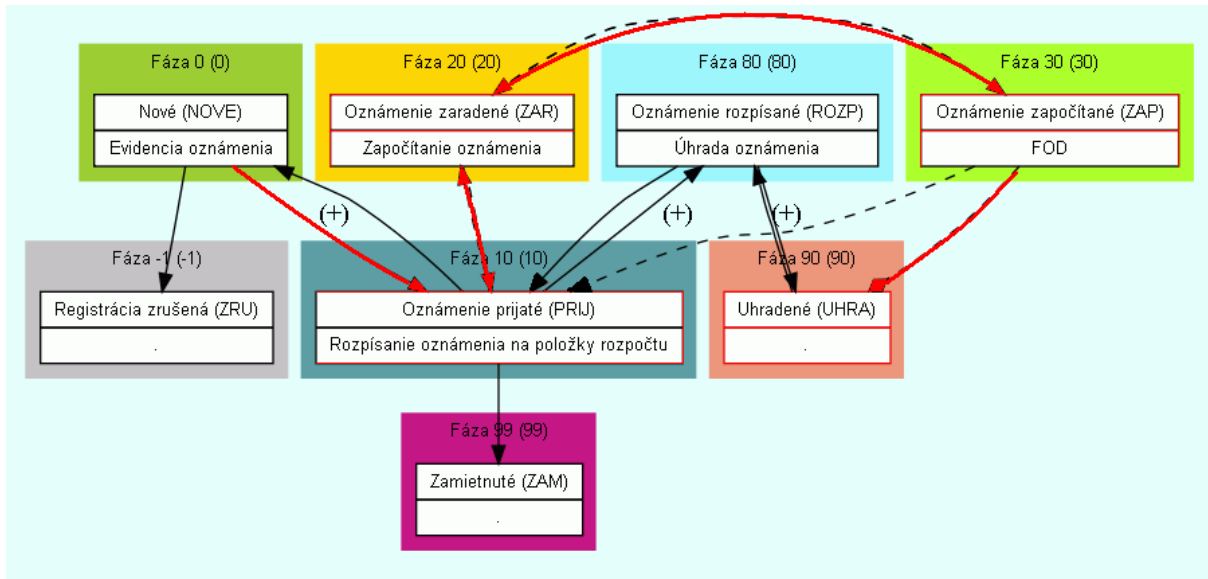 Fáza 0 (0)
Nové (NOVE)
Evidencia oznámenia
Fáza 20 (20)
Oznámenie zaradené (ZAR)
Započítanie oznámenia
Fáza 80 (80)
Oznámenie rozpísané (ROZP)
Úhrada oznámenia
Fáza 30 (30)
Oznámenie započítané (ZAP)
FOD
(+)
(+)
(+)
Fáza -1 (-1)
Registrácia zrušená (ZRU)
.
Fáza 10 (10)
Oznámenie prijaté (PRIJ)
Rozpísanie oznámenia na položky rozpočtu
Fáza 90 (90)
Uhradené (UHRA)
.
Fáza 99 (99)
Zamietnuté (ZAM)
.